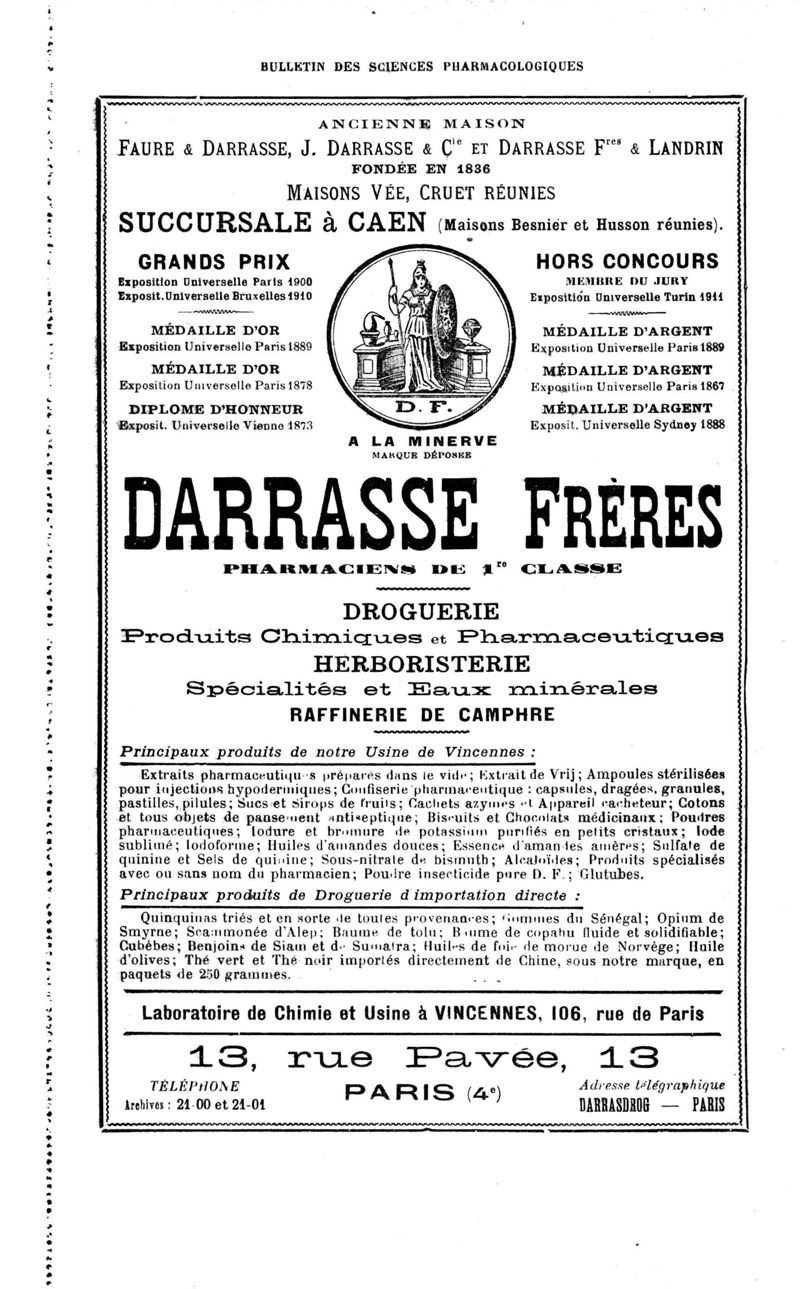 BULLETIN DES SCIENCES PHARMACOLOGIQUES
ANCIENNE MAISON
FAURE & DARRASSE, J. DARRASSE & Cie ET DARRASSE Fres & LANDRIN
FONDÉE EN 1836
MAISONS VÉE, CRUET RÉUNIES
SUCCURSALE à CAEN (Maisons Besnier et Husson réunies).
GRANDS PRIX
Exposition Universelle Paris 1900
Exposit. Universelle Bruxelles 1910
MÉDAILLE D'OR
Exposition Universelle Paris 1889
MÉDAILLE D'OR
Exposition Universelle Paris 1878
DIPLOME D'HONNEUR
Exposit. Universelle Vienne 1873
D. F.
A LA MINERVE
MARQUE DÉPOSÉE
HORS CONCOURS
MEMBRE DU JURY
Exposition Universelle Turin 1911
MÉDAILLE D'ARGENT
Exposition Universelle Paris 1889
MÉDAILLE D'ARGENT
Exposition Universelle Paris 1867
MÉDAILLE D'ARGENT
Exposit. Universelle Sydney 1888
DARRASSE FRÈRES
PHARMACIENS DE 1re CLASSE
DROGUERIE
Produits Chimiques et Pharmaceutiques
HERBORISTERIE
Spécialités et Eaux minérales
RAFFINERIE DE CAMPHRE
Principaux produits de notre Usine de Vincennes :
Extraits pharmaceutiques préparés dans le vide; Extrait de Vrij; Ampoules stérilisées
pour injections hypodermiques; Confiserie pharmaceutique : capsules, dragées, granules,
pastilles, pilules; Sucs et Sirops de fruits; Cachets azymes et Appareil cacheteur; Cotons
et tous objets de pansement antiseptique; Biscuits et Chocolats médicinaux; Poudres
pharmaceutiques; Iodure et bromure de potassium purifiés en petits cristaux; Iode
sublimé; Iodoforme; Huiles d'amandes douces; Essence d'amandes amères; Sulfate de
quinine et Sels de quinine; Sous-nitrate de bismuth; Alcaloïdes; Produits spécialisés
avec ou sans nom du pharmacien; Poudre insecticide pure D. F.; Glutubes.
Principaux produits de Droguerie d'importation directe :
Quinquinas triés et en sorte de toutes provenances; Gommes du Sénégal; Opium de
Smyrne; Scammonée d'Alep; Baume de tolu; Baume de copahu fluide et solidifiable;
Cubèbes; Benjoins de Siam et de Sumatra; Huiles de foie de morue de Norvège; Huile
d'olives; Thé vert et Thé noir importés directement de Chine, sous notre marque, en
paquets de 250 grammes.
Laboratoire de Chimie et Usine à VINCENNES, 106, rue de Paris
13, rue Pavée, 13
TÉLÉPHONE
Archives : 21-00 et 21-01
PARIS (4e)
Adresse télégraphique
DARRASDROG — PARIS